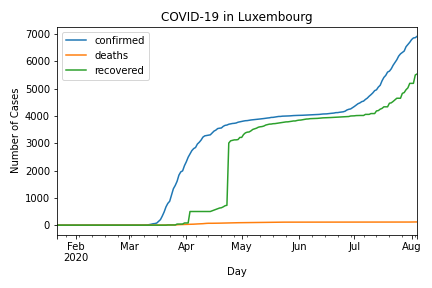 COVID-19 in Luxembourg
confirmed
deaths
recovered
Number of Cases
7000
6000
5000
4000
3000
2000
1000
0
Feb Mar Apr May Jun Jul Aug
2020
Day